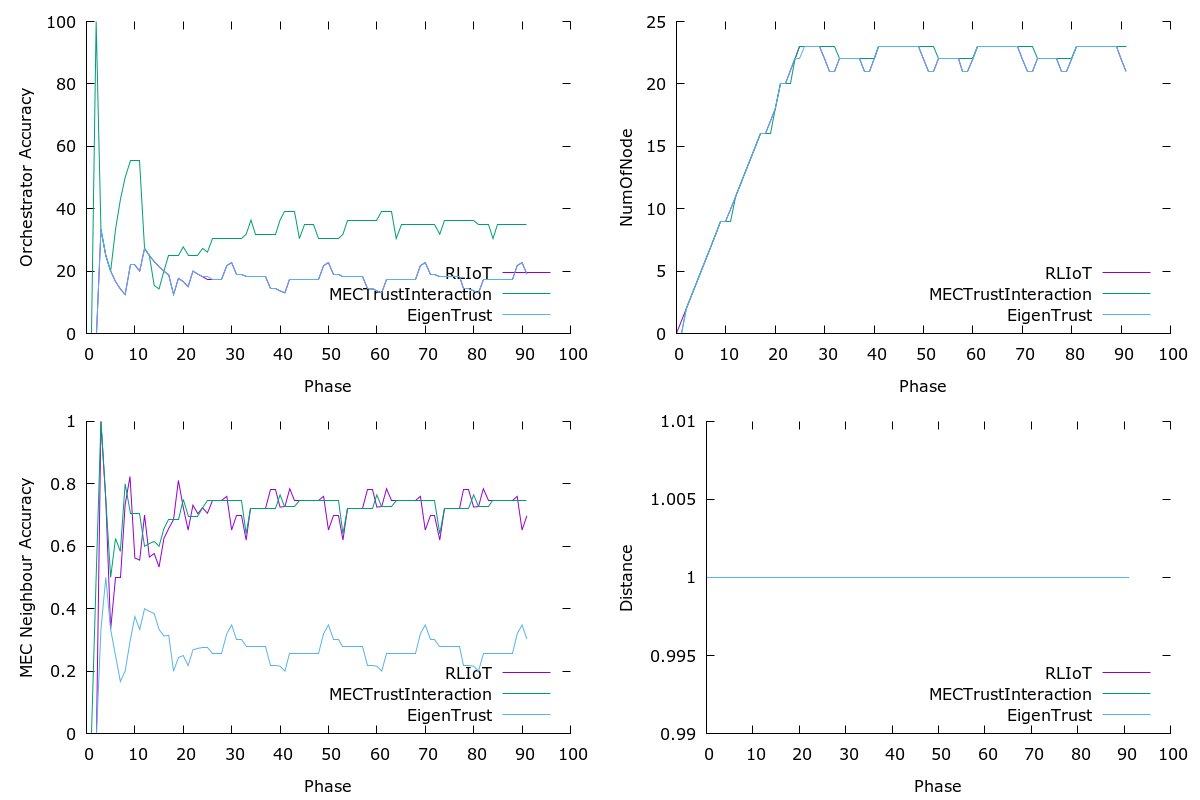 100
80
60
40
20
0
Orchestrator Accuracy
RLIoT
MECTrustInteraction
EigenTrust
0 10 20 30 40 50 60 70 80 90 100
Phase
25
20
15
10
5
0
NumOfNode
RLIoT
MECTrustInteraction
EigenTrust
0 10 20 30 40 50 60 70 80 90 100
Phase
1
0.8
0.6
0.4
0.2
0
MEC Neighbour Accuracy
RLIoT
MECTrustInteraction
EigenTrust
0 10 20 30 40 50 60 70 80 90 100
Phase
1.01
1.005
1
0.995
0.99
Distance
RLIoT
MECTrustInteraction
EigenTrust
0 10 20 30 40 50 60 70 80 90 100
Phase